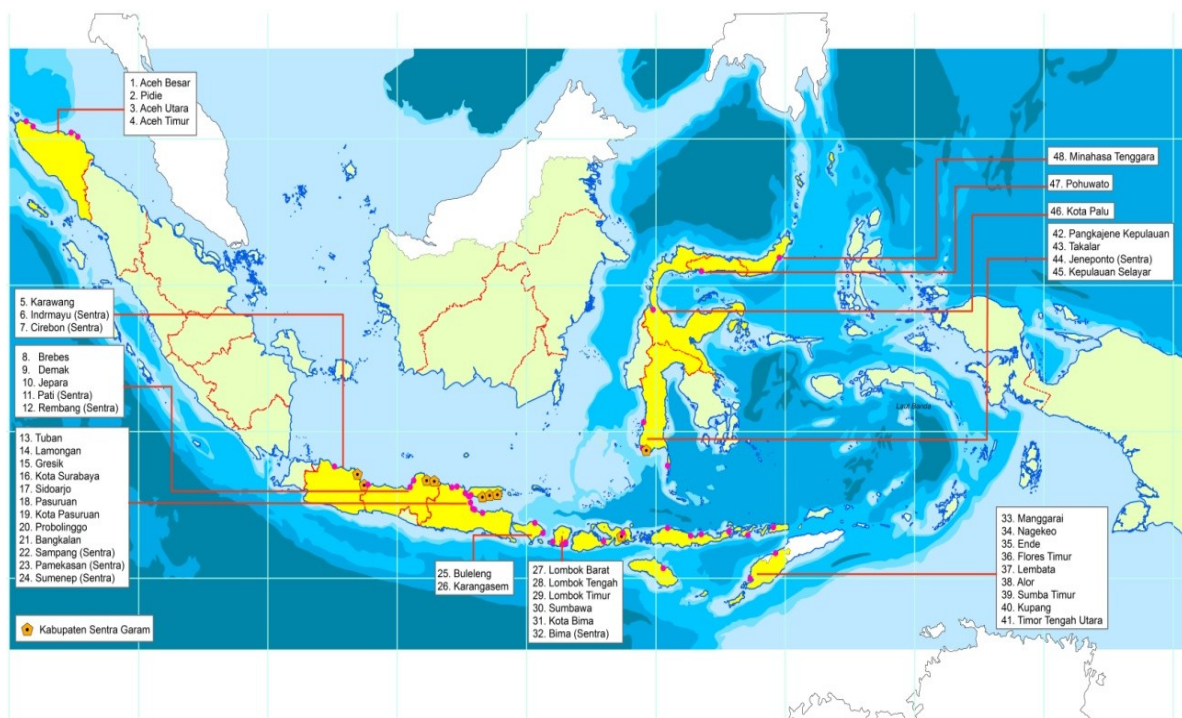 1. Aceh Besar
2. Pidie
3. Aceh Utara
4. Aceh Timur
48. Minahasa Tenggara
47. Pohuwato
46. Kota Palu
42. Pangkajene Kepulauan
43. Takalar
44. Jeneponto (Sentra)
45. Kepulauan Selayar
5. Karawang
6. Indrmayu (Sentra)
7. Cirebon (Sentra)
8. Brebes
9. Demak
10. Jepara
11. Pati (Sentra)
12. Rembang (Sentra)
Laut Banda
13. Tuban
14. Lamongan
15. Gresik
16. Kota Surabaya
17. Sidoarjo
18. Pasuruan
19. Kota Pasuruan
20. Probolinggo
21. Bangkalan
22. Sampang (Sentra)
23. Pamekasan (Sentra)
24. Sumenep (Sentra)
25. Buleleng
26. Karangasem
27. Lombok Barat
28. Lombok Tengah
29. Lombok Timur
30. Sumbawa
31. Kota Bima
32. Bima (Sentra)
33. Manggarai
34. Nagekeo
35. Ende
36. Flores Timur
37. Lembata
38. Alor
39. Sumba Timur
40. Kupang
41. Timor Tengah Utara
Kabupaten Sentra Garam